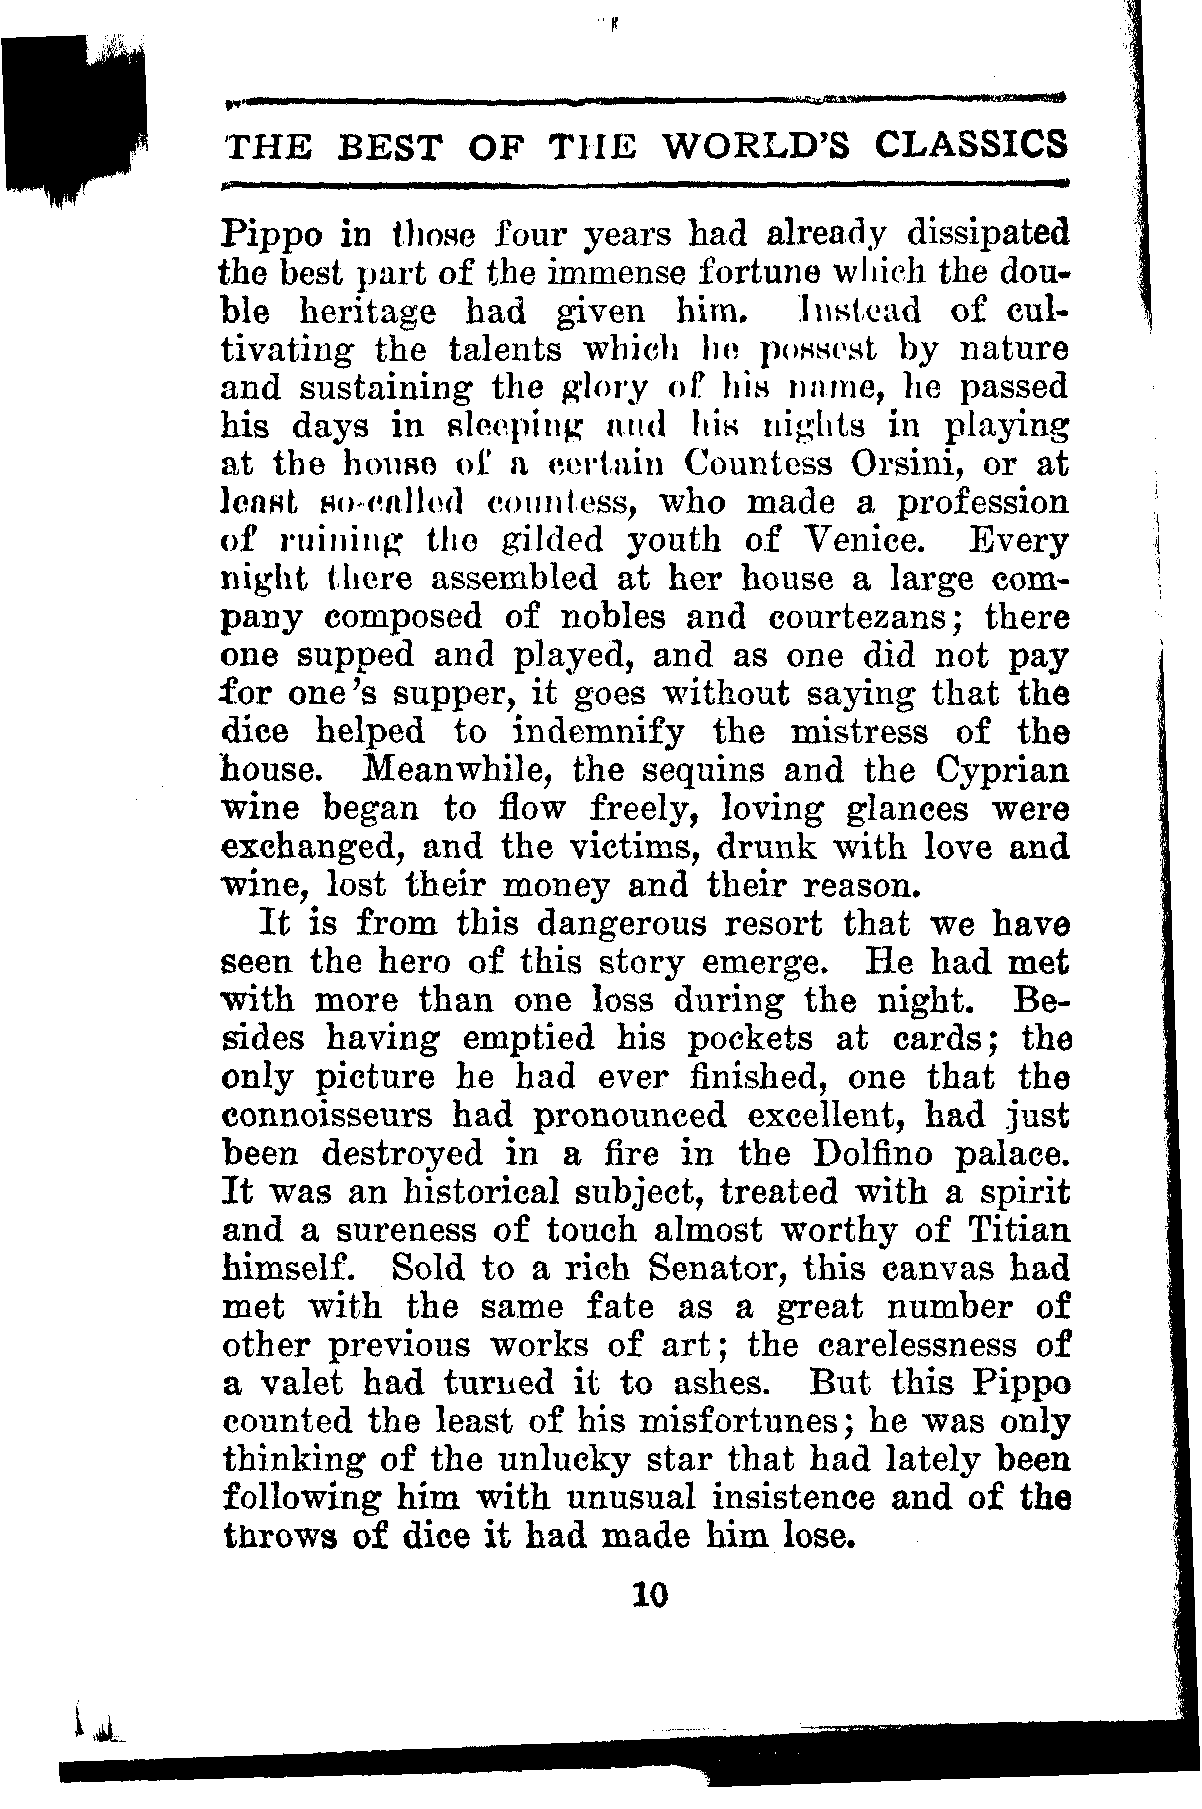 THE BEST OF THE WORLD'S CLASSICS
Pippo in those four years had already dissipated
the best part of the immense fortune which the dou-
ble heritage had given him. Instead of cul-
tivating the talents which he possest by nature
and sustaining the glory of his name, he passed
his days in sleeping and his nights in playing
at the house of a certain Countess Orsini, or at
least so-called countess, who made a profession
of ruining the gilded youth of Venice. Every
night there assembled at her house a large com-
pany composed of nobles and courtezans; there
one supped and played, and as one did not pay
for one's supper, it goes without saying that the
dice helped to indemnify the mistress of the
house. Meanwhile, the sequins and the Cyprian
wine began to flow freely, loving glances were
exchanged, and the victims, drunk with love and
wine, lost their money and their reason.
It is from this dangerous resort that we have
seen the hero of this story emerge. He had met
with more than one loss during the night. Be-
sides having emptied his pockets at cards; the
only picture he had ever finished, one that the
connoisseurs had pronounced excellent, had just
been destroyed in a fire in the Dolfino palace.
It was an historical subject, treated with a spirit
and a sureness of touch almost worthy of Titian
himself. Sold to a rich Senator, this canvas had
met with the same fate as a great number of
other previous works of art; the carelessness of
a valet had turned it to ashes. But this Pippo
counted the least of his misfortunes; he was only
thinking of the unlucky star that had lately been
following him with unusual insistence and of the
throws of dice it had made him lose.
10